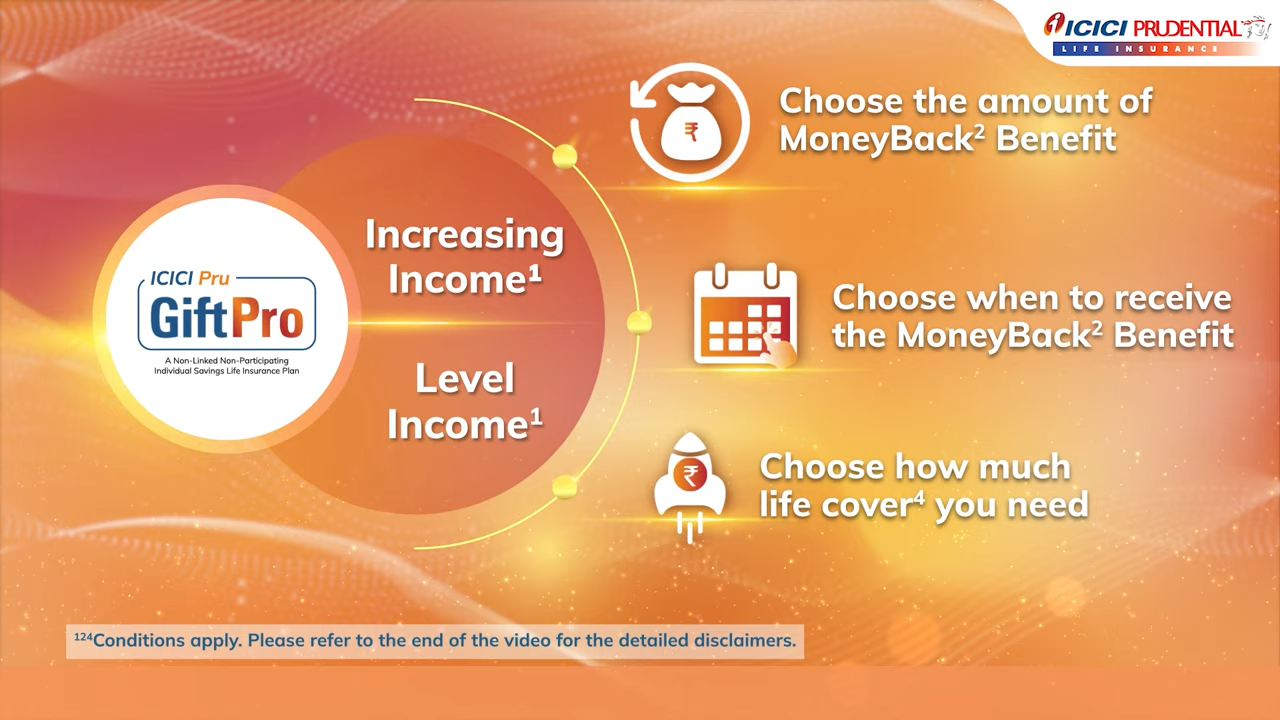 ICICI PRUDENTIAL
LIFE INSURANCE
Choose the amount of
MoneyBack² Benefit
Increasing
Income¹
ICICI Pru
GiftPro
A Non-Linked Non-Participating
Individual Savings Life Insurance Plan
Level
Income¹
Choose when to receive
the MoneyBack² Benefit
Choose how much
life cover⁴ you need
¹²⁴Conditions apply. Please refer to the end of the video for the detailed disclaimers.